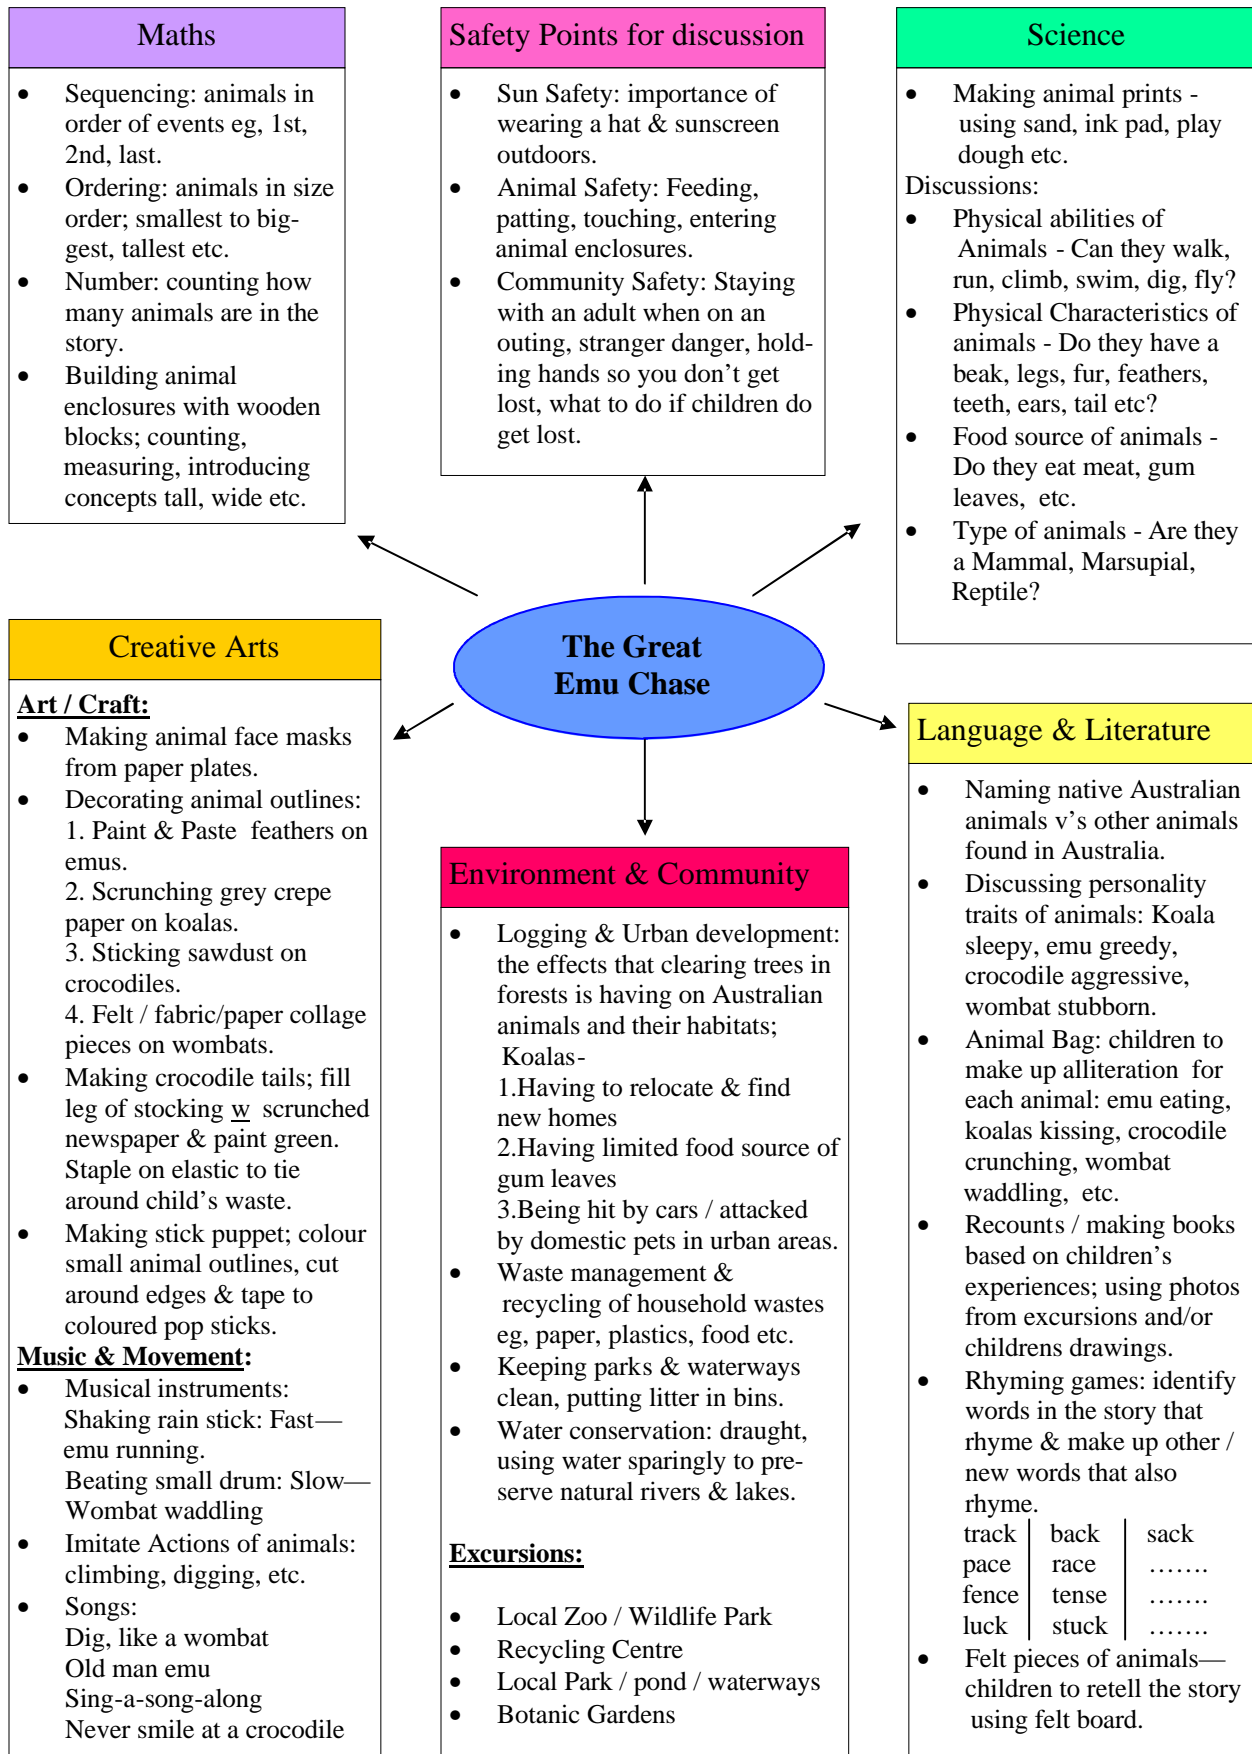 Maths
• Sequencing: animals in
order of events eg, 1st,
2nd, last.
• Ordering: animals in size
order; smallest to big-
gest, tallest etc.
• Number: counting how
many animals are in the
story.
• Building animal
enclosures with wooden
blocks; counting,
measuring, introducing
concepts tall, wide etc.
Safety Points for discussion
• Sun Safety: importance of
wearing a hat & sunscreen
outdoors.
• Animal Safety: Feeding,
patting, touching, entering
animal enclosures.
• Community Safety: Staying
with an adult when on an
outing, stranger danger, hold-
ing hands so you don't get
lost, what to do if children do
get lost.
Science
• Making animal prints -
using sand, ink pad, play
dough etc.
Discussions:
• Physical abilities of
Animals - Can they walk,
run, climb, swim, dig, fly?
• Physical Characteristics of
animals - Do they have a
beak, legs, fur, feathers,
teeth, ears, tail etc?
• Food source of animals -
Do they eat meat, gum
leaves, etc.
• Type of animals - Are they
a Mammal, Marsupial,
Reptile?
The Great
Emu Chase
Creative Arts
Art / Craft:
• Making animal face masks
from paper plates.
• Decorating animal outlines:
1. Paint & Paste feathers on
emus.
2. Scrunching grey crepe
paper on koalas.
3. Sticking sawdust on
crocodiles.
4. Felt / fabric/paper collage
pieces on wombats.
• Making crocodile tails; fill
leg of stocking w scrunched
newspaper & paint green.
Staple on elastic to tie
around child's waste.
• Making stick puppet; colour
small animal outlines, cut
around edges & tape to
coloured pop sticks.
Music & Movement:
• Musical instruments:
Shaking rain stick: Fast—
emu running.
Beating small drum: Slow—
Wombat waddling
• Imitate Actions of animals:
climbing, digging, etc.
• Songs:
Dig, like a wombat
Old man emu
Sing-a-song-along
Never smile at a crocodile
Environment & Community
• Logging & Urban development:
the effects that clearing trees in
forests is having on Australian
animals and their habitats;
Koalas-
1.Having to relocate & find
new homes
2.Having limited food source of
gum leaves
3.Being hit by cars / attacked
by domestic pets in urban areas.
• Waste management &
recycling of household wastes
eg, paper, plastics, food etc.
• Keeping parks & waterways
clean, putting litter in bins.
• Water conservation: draught,
using water sparingly to pre-
serve natural rivers & lakes.
Excursions:
• Local Zoo / Wildlife Park
• Recycling Centre
• Local Park / pond / waterways
• Botanic Gardens
Language & Literature
• Naming native Australian
animals v's other animals
found in Australia.
• Discussing personality
traits of animals: Koala
sleepy, emu greedy,
crocodile aggressive,
wombat stubborn.
• Animal Bag: children to
make up alliteration for
each animal: emu eating,
koalas kissing, crocodile
crunching, wombat
waddling, etc.
• Recounts / making books
based on children's
experiences; using photos
from excursions and/or
childrens drawings.
• Rhyming games: identify
words in the story that
rhyme & make up other /
new words that also
rhyme.
track back sack
pace race …….
fence tense …….
luck stuck …….
• Felt pieces of animals—
children to retell the story
using felt board.